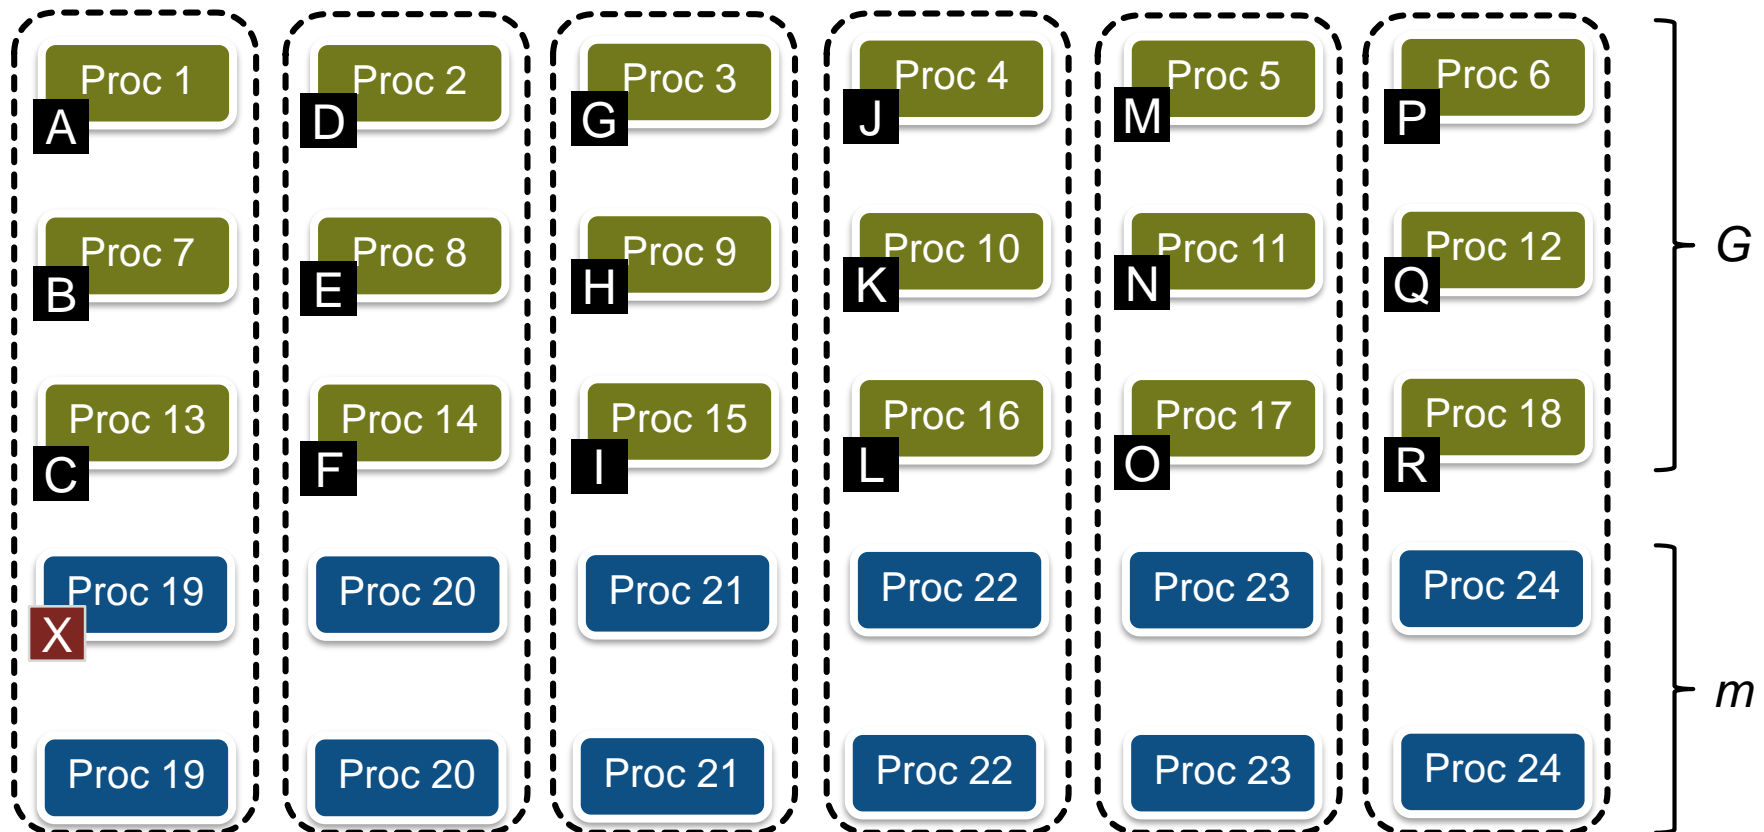 Proc 1 Proc 2 Proc 3 Proc 4 Proc 5 Proc 6
A D G J M P
Proc 7 Proc 8 Proc 9 Proc 10 Proc 11 Proc 12 G
B E H K N Q
Proc 13 Proc 14 Proc 15 Proc 16 Proc 17 Proc 18
C F I L O R
Proc 19 Proc 20 Proc 21 Proc 22 Proc 23 Proc 24
X
m
Proc 19 Proc 20 Proc 21 Proc 22 Proc 23 Proc 24